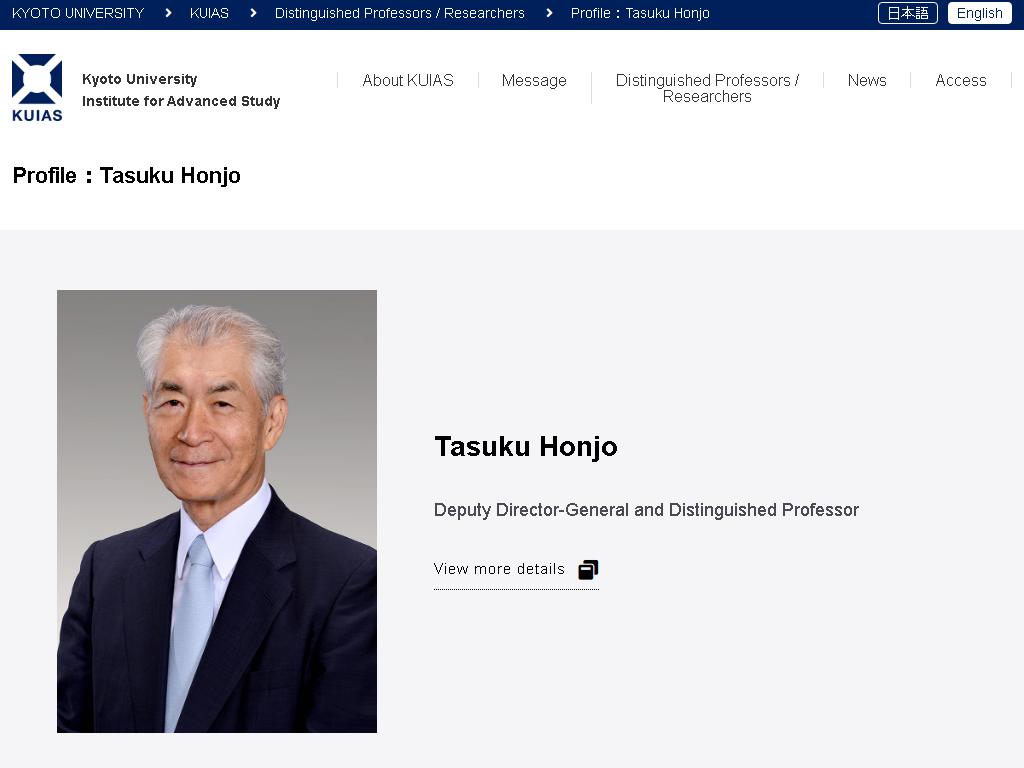 KYOTO UNIVERSITY > KUIAS > Distinguished Professors / Researchers > Profile：Tasuku Honjo 日本語 English
KUIAS
Kyoto University
Institute for Advanced Study
About KUIAS
Message
Distinguished Professors /
Researchers
News
Access
Profile：Tasuku Honjo
Tasuku Honjo
Deputy Director-General and Distinguished Professor
View more details